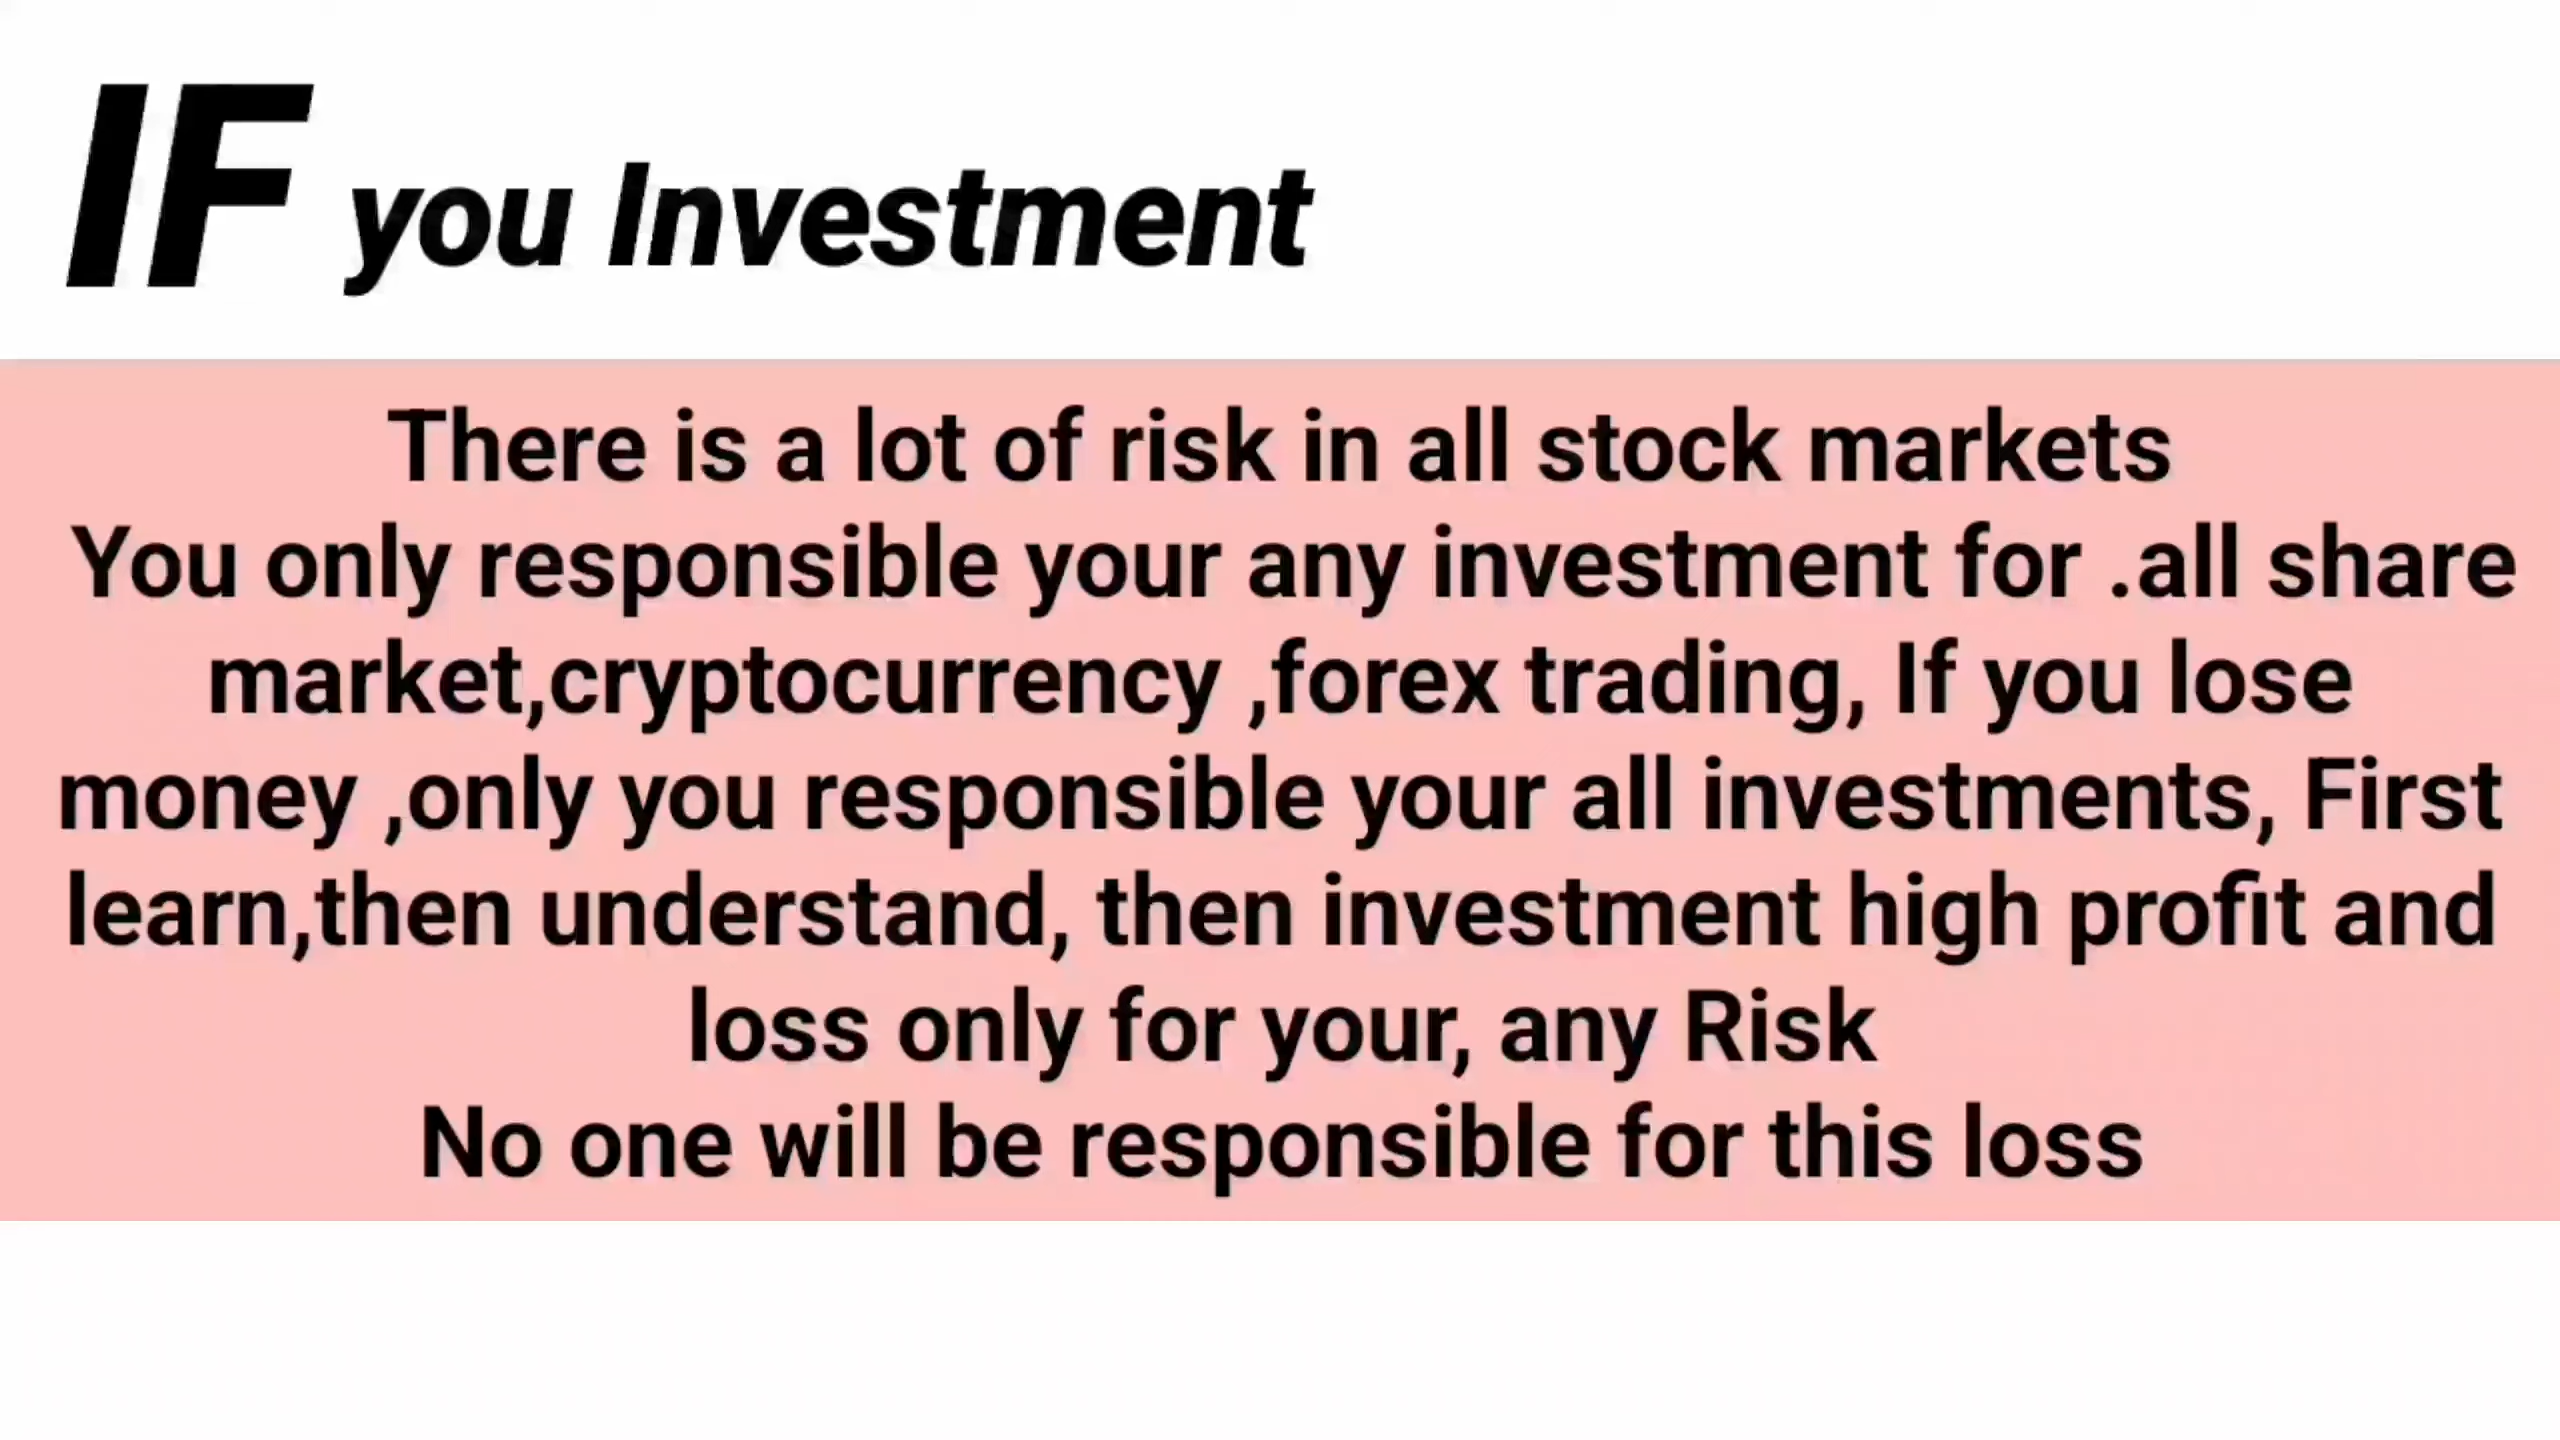 IF you Investment
There is a lot of risk in all stock markets
You only responsible your any investment for .all share
market,cryptocurrency ,forex trading, If you lose
money ,only you responsible your all investments, First
learn,then understand, then investment high profit and
loss only for your, any Risk
No one will be responsible for this loss